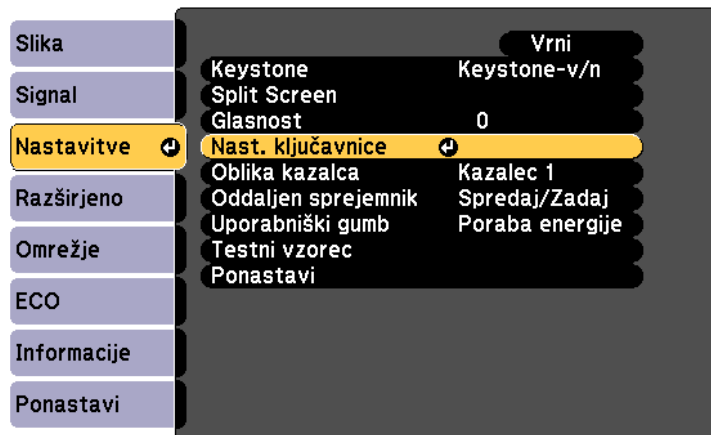 Slika
Signal
Nastavitve
Razširjeno
Omrežje
ECO
Informacije
Ponastavi
Vrni
Keystone Keystone-v/n
Split Screen
Glasnost 0
Nast. ključavnice
Oblika kazalca Kazalec 1
Oddaljen sprejemnik Spredaj/Zadaj
Uporabniški gumb Poraba energije
Testni vzorec
Ponastavi